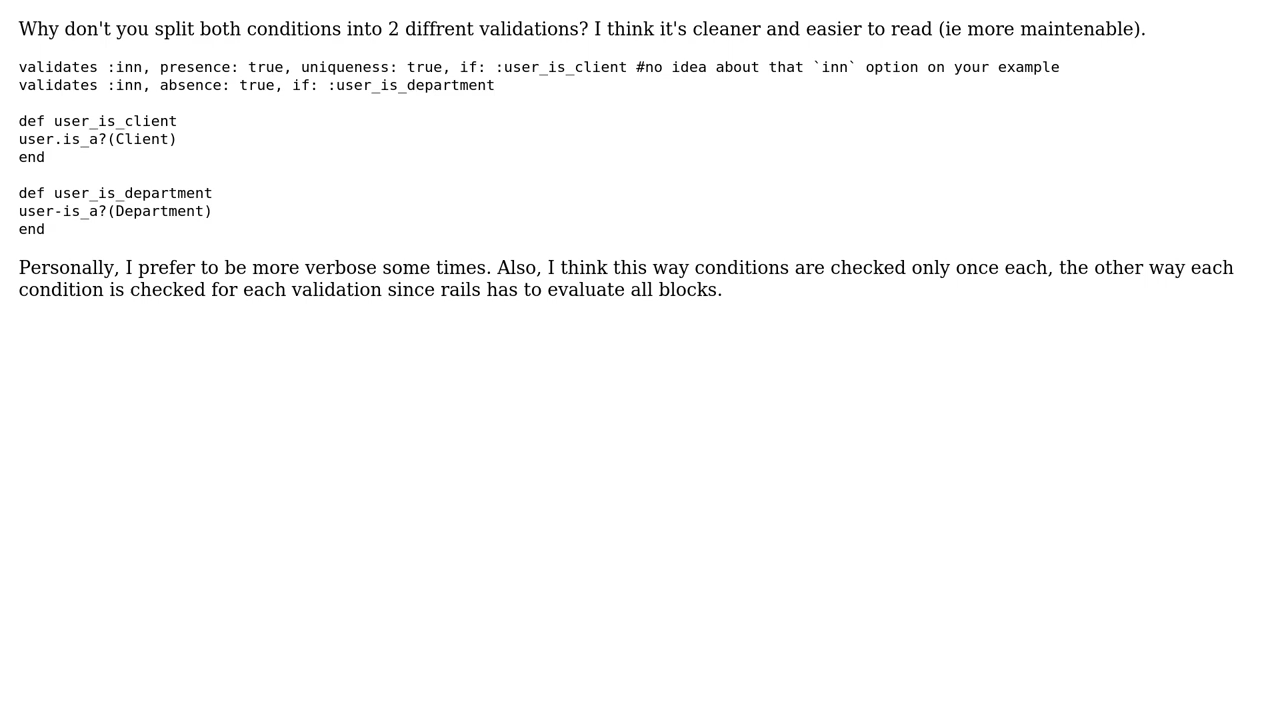 Why don't you split both conditions into 2 diffrent validations? I think it's cleaner and easier to read (ie more maintenable).
validates :inn, presence: true, uniqueness: true, if: :user_is_client #no idea about that `inn` option on your example
validates :inn, absence: true, if: :user_is_department
def user_is_client
user.is_a?(Client)
end
def user_is_department
user-is_a?(Department)
end
Personally, I prefer to be more verbose some times. Also, I think this way conditions are checked only once each, the other way each
condition is checked for each validation since rails has to evaluate all blocks.